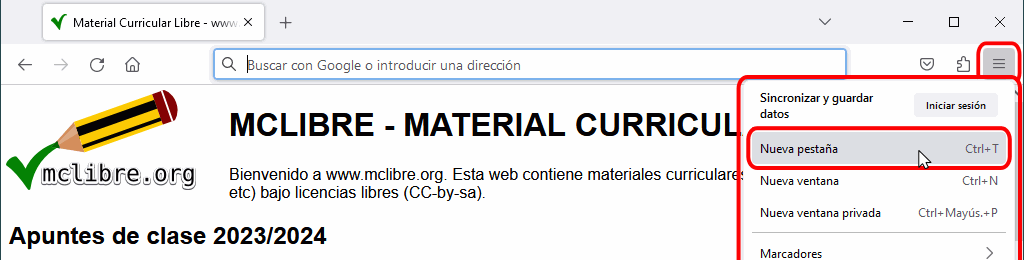 Material Curricular Libre - www
Buscar con Google o introducir una dirección
Sincronizar y guardar
datos
Iniciar sesión
Nueva pestaña Ctrl+T
Nueva ventana Ctrl+N
Nueva ventana privada Ctrl+Mayús.+P
Marcadores
mclibre.org
MCLIBRE - MATERIAL CURRICUL
Bienvenido a www.mclibre.org. Esta web contiene materiales curriculares
etc) bajo licencias libres (CC-by-sa).
Apuntes de clase 2023/2024